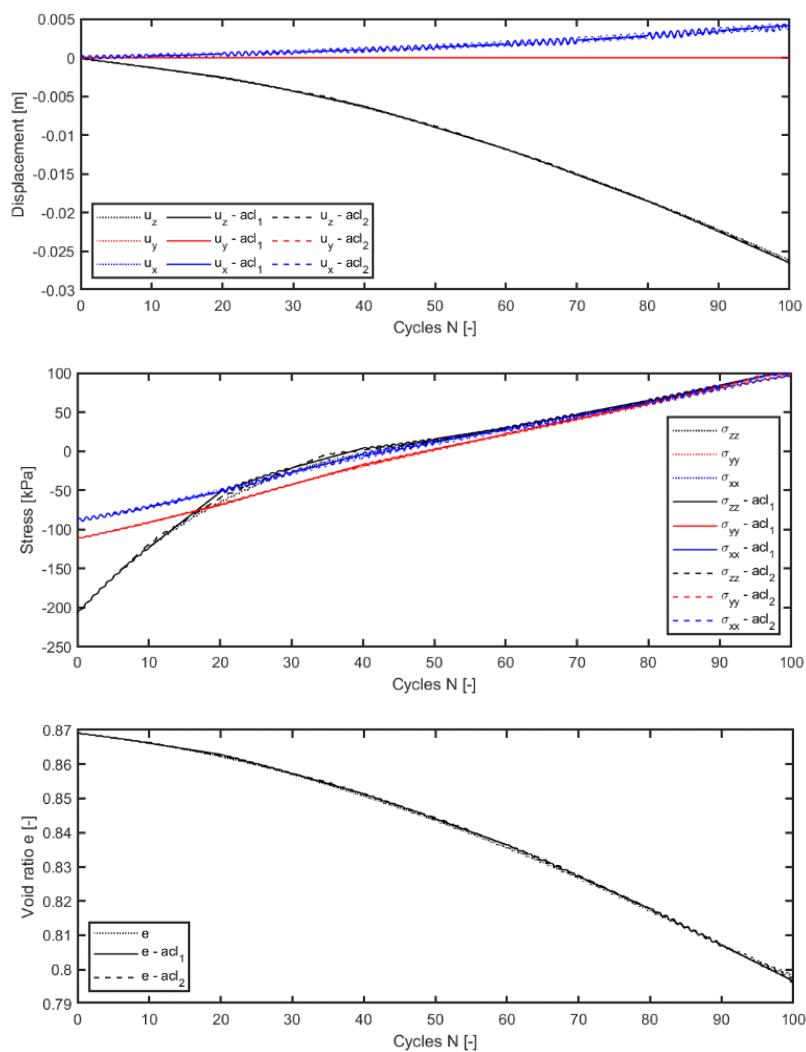 0.005
0
-0.005
-0.01
-0.015
-0.02
-0.025
-0.03
Displacement [m]
u_z u_z - acl_1 u_z - acl_2
u_y u_y - acl_1 u_y - acl_2
u_x u_x - acl_1 u_x - acl_2
0 10 20 30 40 50 60 70 80 90 100
Cycles N [-]
100
50
0
-50
-100
-150
-200
-250
Stress [kPa]
σ_zz
σ_yy
σ_xx
σ_zz - acl_1
σ_yy - acl_1
σ_xx - acl_1
σ_zz - acl_2
σ_yy - acl_2
σ_xx - acl_2
0 10 20 30 40 50 60 70 80 90 100
Cycles N [-]
0.87
0.86
0.85
0.84
0.83
0.82
0.81
0.8
0.79
Void ratio e [-]
e
e - acl_1
e - acl_2
0 10 20 30 40 50 60 70 80 90 100
Cycles N [-]